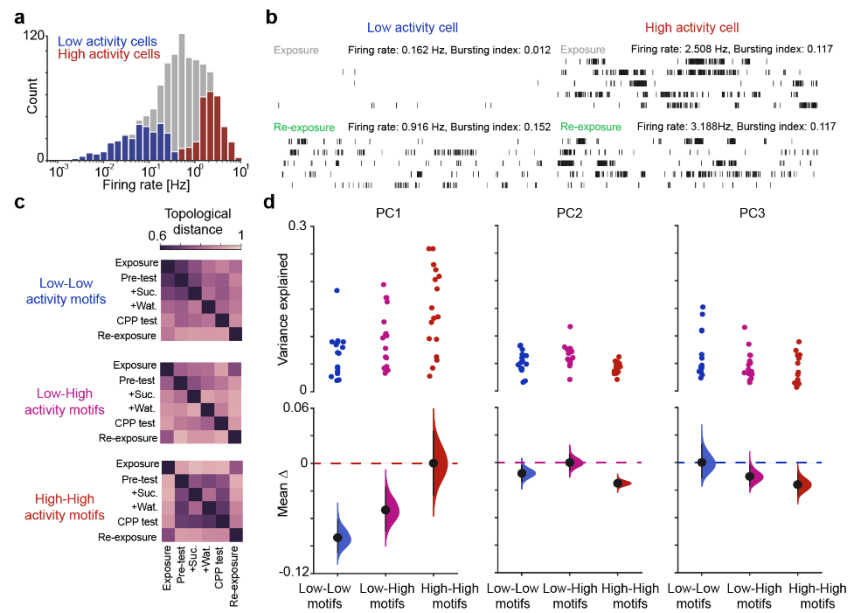 a
120
Low activity cells
High activity cells
Count
0
10⁻³ 10⁻² 10⁻¹ 10⁰ 10¹
Firing rate [Hz]
b
Low activity cell
High activity cell
Exposure
Firing rate: 0.162 Hz, Bursting index: 0.012
Exposure
Firing rate: 2.508 Hz, Bursting index: 0.117
Re-exposure
Firing rate: 0.916 Hz, Bursting index: 0.152
Re-exposure
Firing rate: 3.188Hz, Bursting index: 0.117
c
Topological
distance
0.6 1
Low-Low
activity motifs
Exposure
Pre-test
+Suc.
+Wat.
CPP test
Re-exposure
Low-High
activity motifs
Exposure
Pre-test
+Suc.
+Wat.
CPP test
Re-exposure
High-High
activity motifs
Exposure
Pre-test
+Suc.
+Wat.
CPP test
Re-exposure
Exposure
Pre-test
+Suc.
+Wat.
CPP test
Re-exposure
d
PC1
PC2
PC3
0.3
Variance explained
0
0.06
0
Mean Δ
-0.12
Low-Low
motifs
Low-High
motifs
High-High
motifs
Low-Low
motifs
Low-High
motifs
High-High
motifs
Low-Low
motifs
Low-High
motifs
High-High
motifs